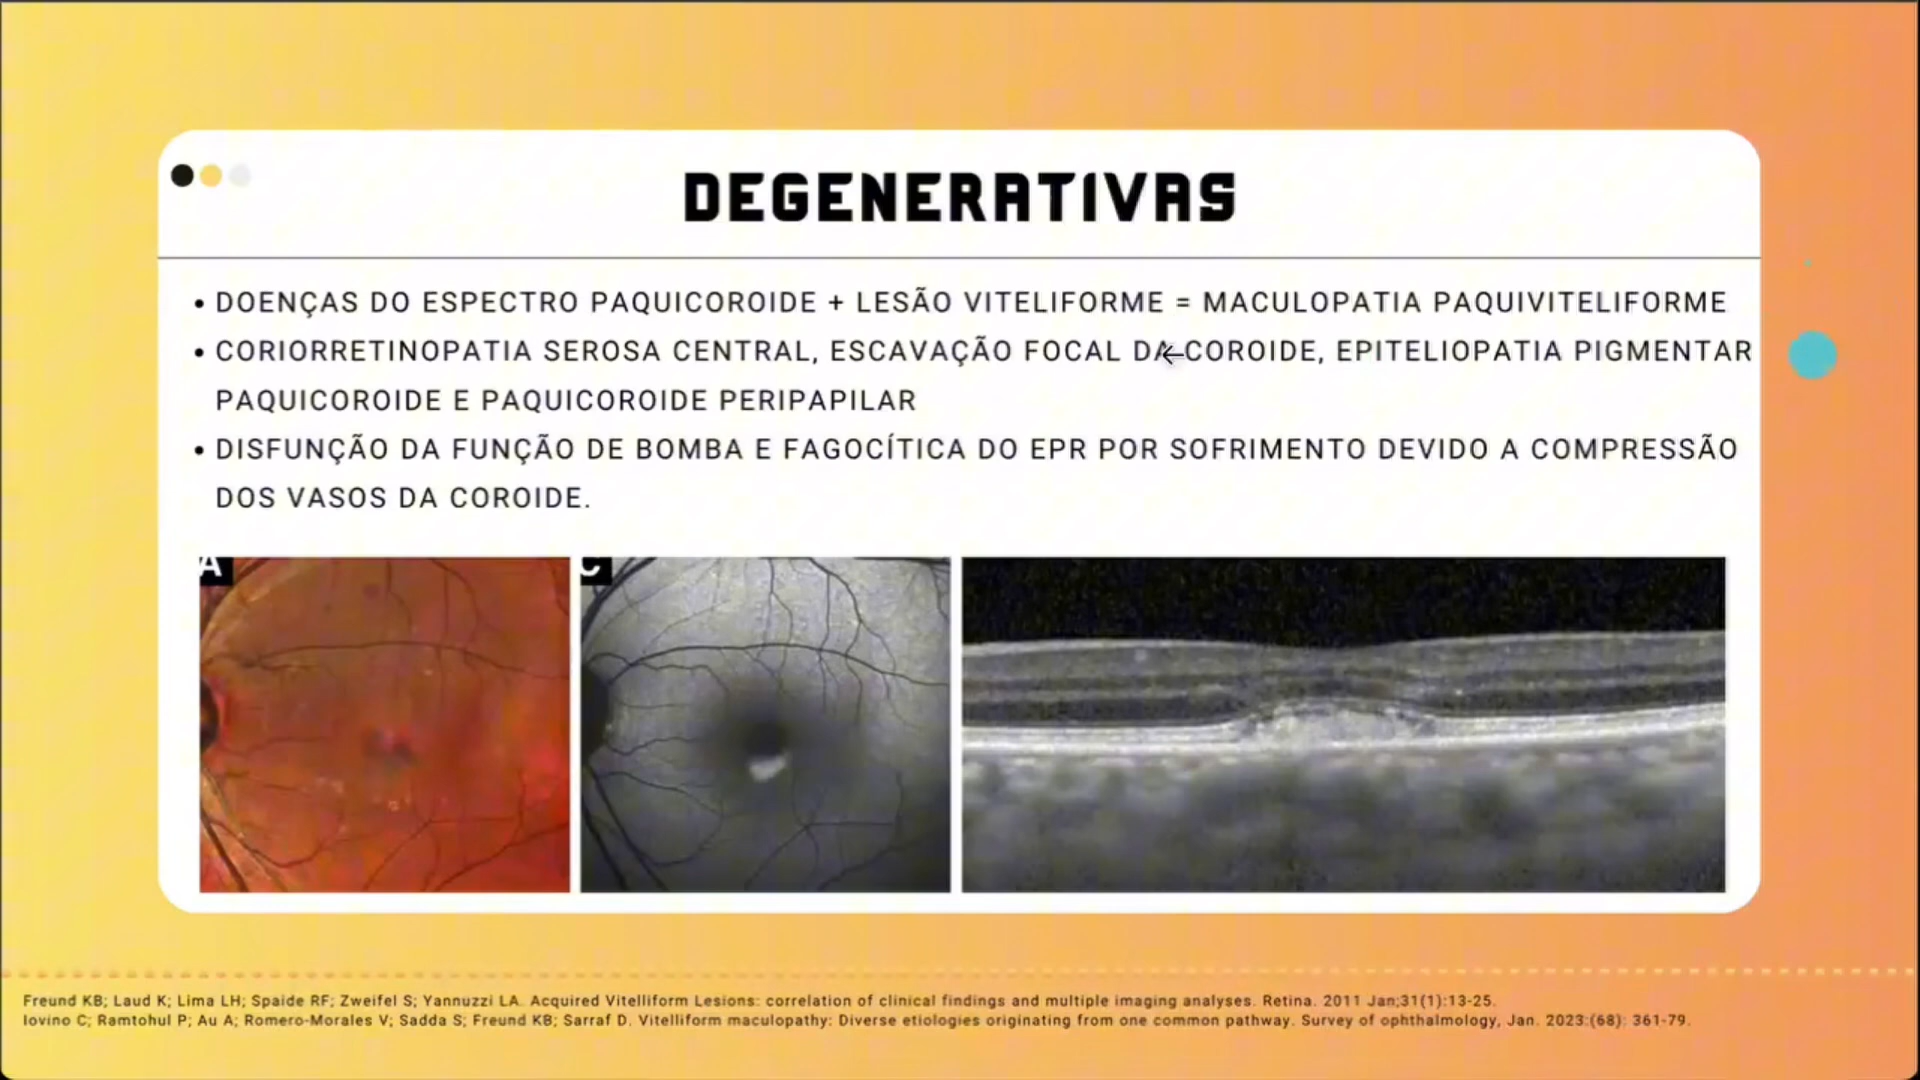 DEGENERATIVAS
• DOENÇAS DO ESPECTRO PAQUICOROIDE + LESÃO VITELIFORME = MACULOPATIA PAQUIVITELIFORME
• CORIORRETINOPATIA SEROSA CENTRAL, ESCAVAÇÃO FOCAL DA COROIDE, EPITELIOPATIA PIGMENTAR
PAQUICOROIDE E PAQUICOROIDE PERIPAPILAR
• DISFUNÇÃO DA FUNÇÃO DE BOMBA E FAGOCÍTICA DO EPR POR SOFRIMENTO DEVIDO A COMPRESSÃO
DOS VASOS DA COROIDE.
A
C
Freund KB; Laud K; Lima LH; Spaide RF; Zweifel S; Yannuzzi LA. Acquired Vitelliform Lesions: correlation of clinical findings and multiple imaging analyses. Retina. 2011 Jan;31(1):13-25.
Iovino C; Ramtohul P; Au A; Romero-Morales V; Sadda S; Freund KB; Sarraf D. Vitelliform maculopathy: Diverse etiologies originating from one common pathway. Survey of ophthalmology, Jan. 2023:(68): 361-79.